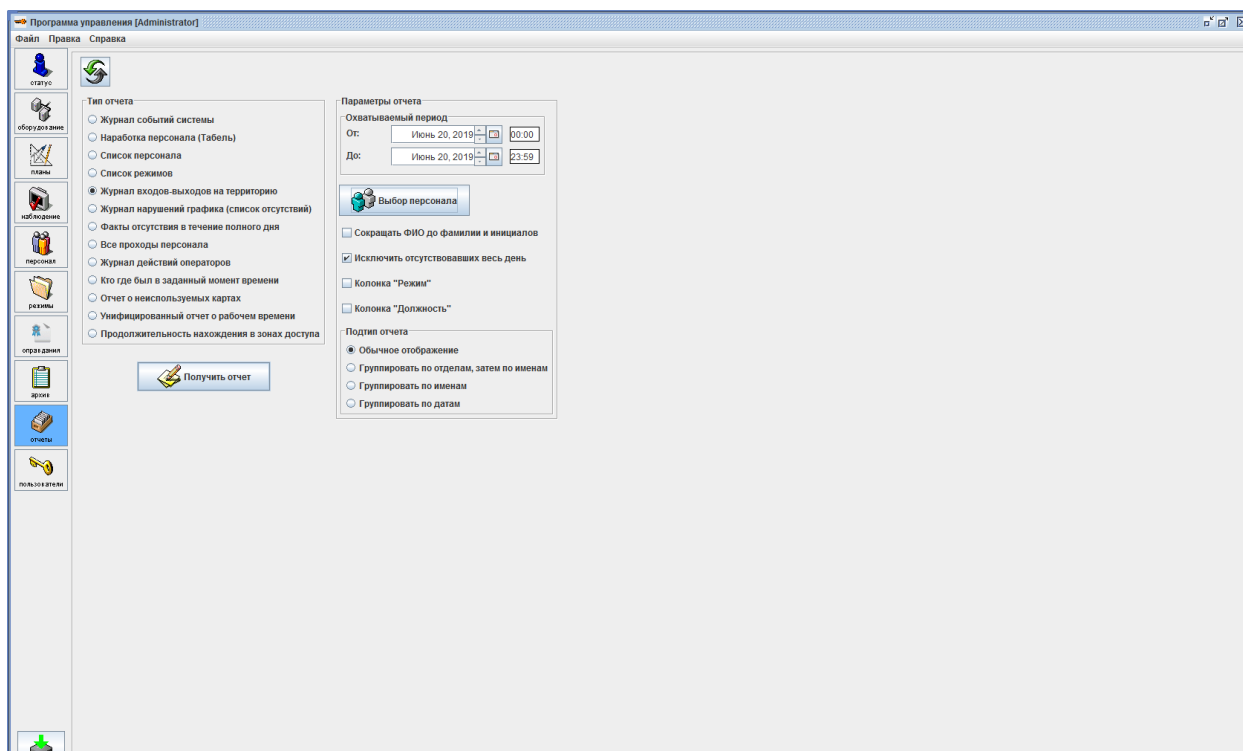 Программа управления [Administrator]
Файл Правка Справка
статус
оборудование
планы
наблюдение
персонал
режимы
оправдания
архив
отчеты
пользователи
Тип отчета
Журнал событий системы
Наработка персонала (Табель)
Список персонала
Список режимов
Журнал входов-выходов на территорию
Журнал нарушений графика (список отсутствий)
Факты отсутствия в течение полного дня
Все проходы персонала
Журнал действий операторов
Кто где был в заданный момент времени
Отчет о неиспользуемых картах
Унифицированный отчет о рабочем времени
Продолжительность нахождения в зонах доступа
Получить отчет
Параметры отчета
Охватываемый период
От: Июнь 20, 2019 00:00
До: Июнь 20, 2019 23:59
Выбор персонала
Сокращать ФИО до фамилии и инициалов
Исключить отсутствовавших весь день
Колонка "Режим"
Колонка "Должность"
Подтип отчета
Обычное отображение
Группировать по отделам, затем по именам
Группировать по именам
Группировать по датам